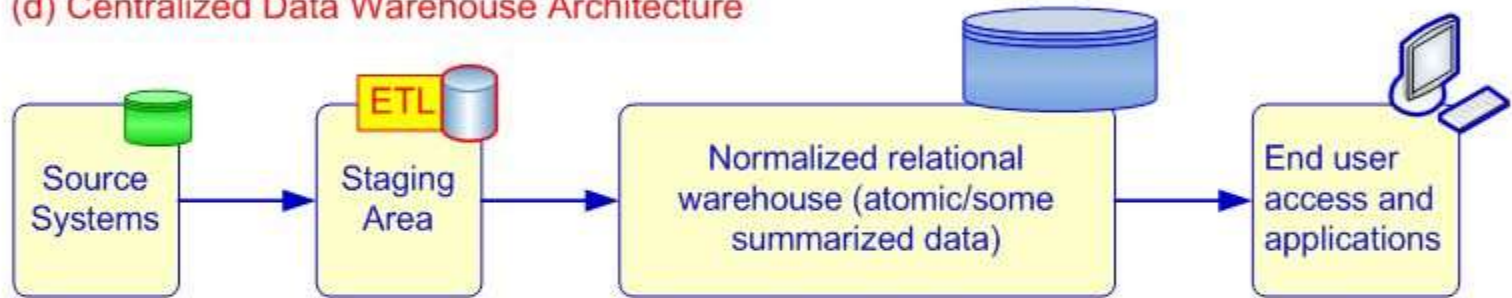 (d) Centralized Data Warehouse Architecture
ETL
Source
Systems
Staging
Area
Normalized relational
warehouse (atomic/some
summarized data)
End user
access and
applications